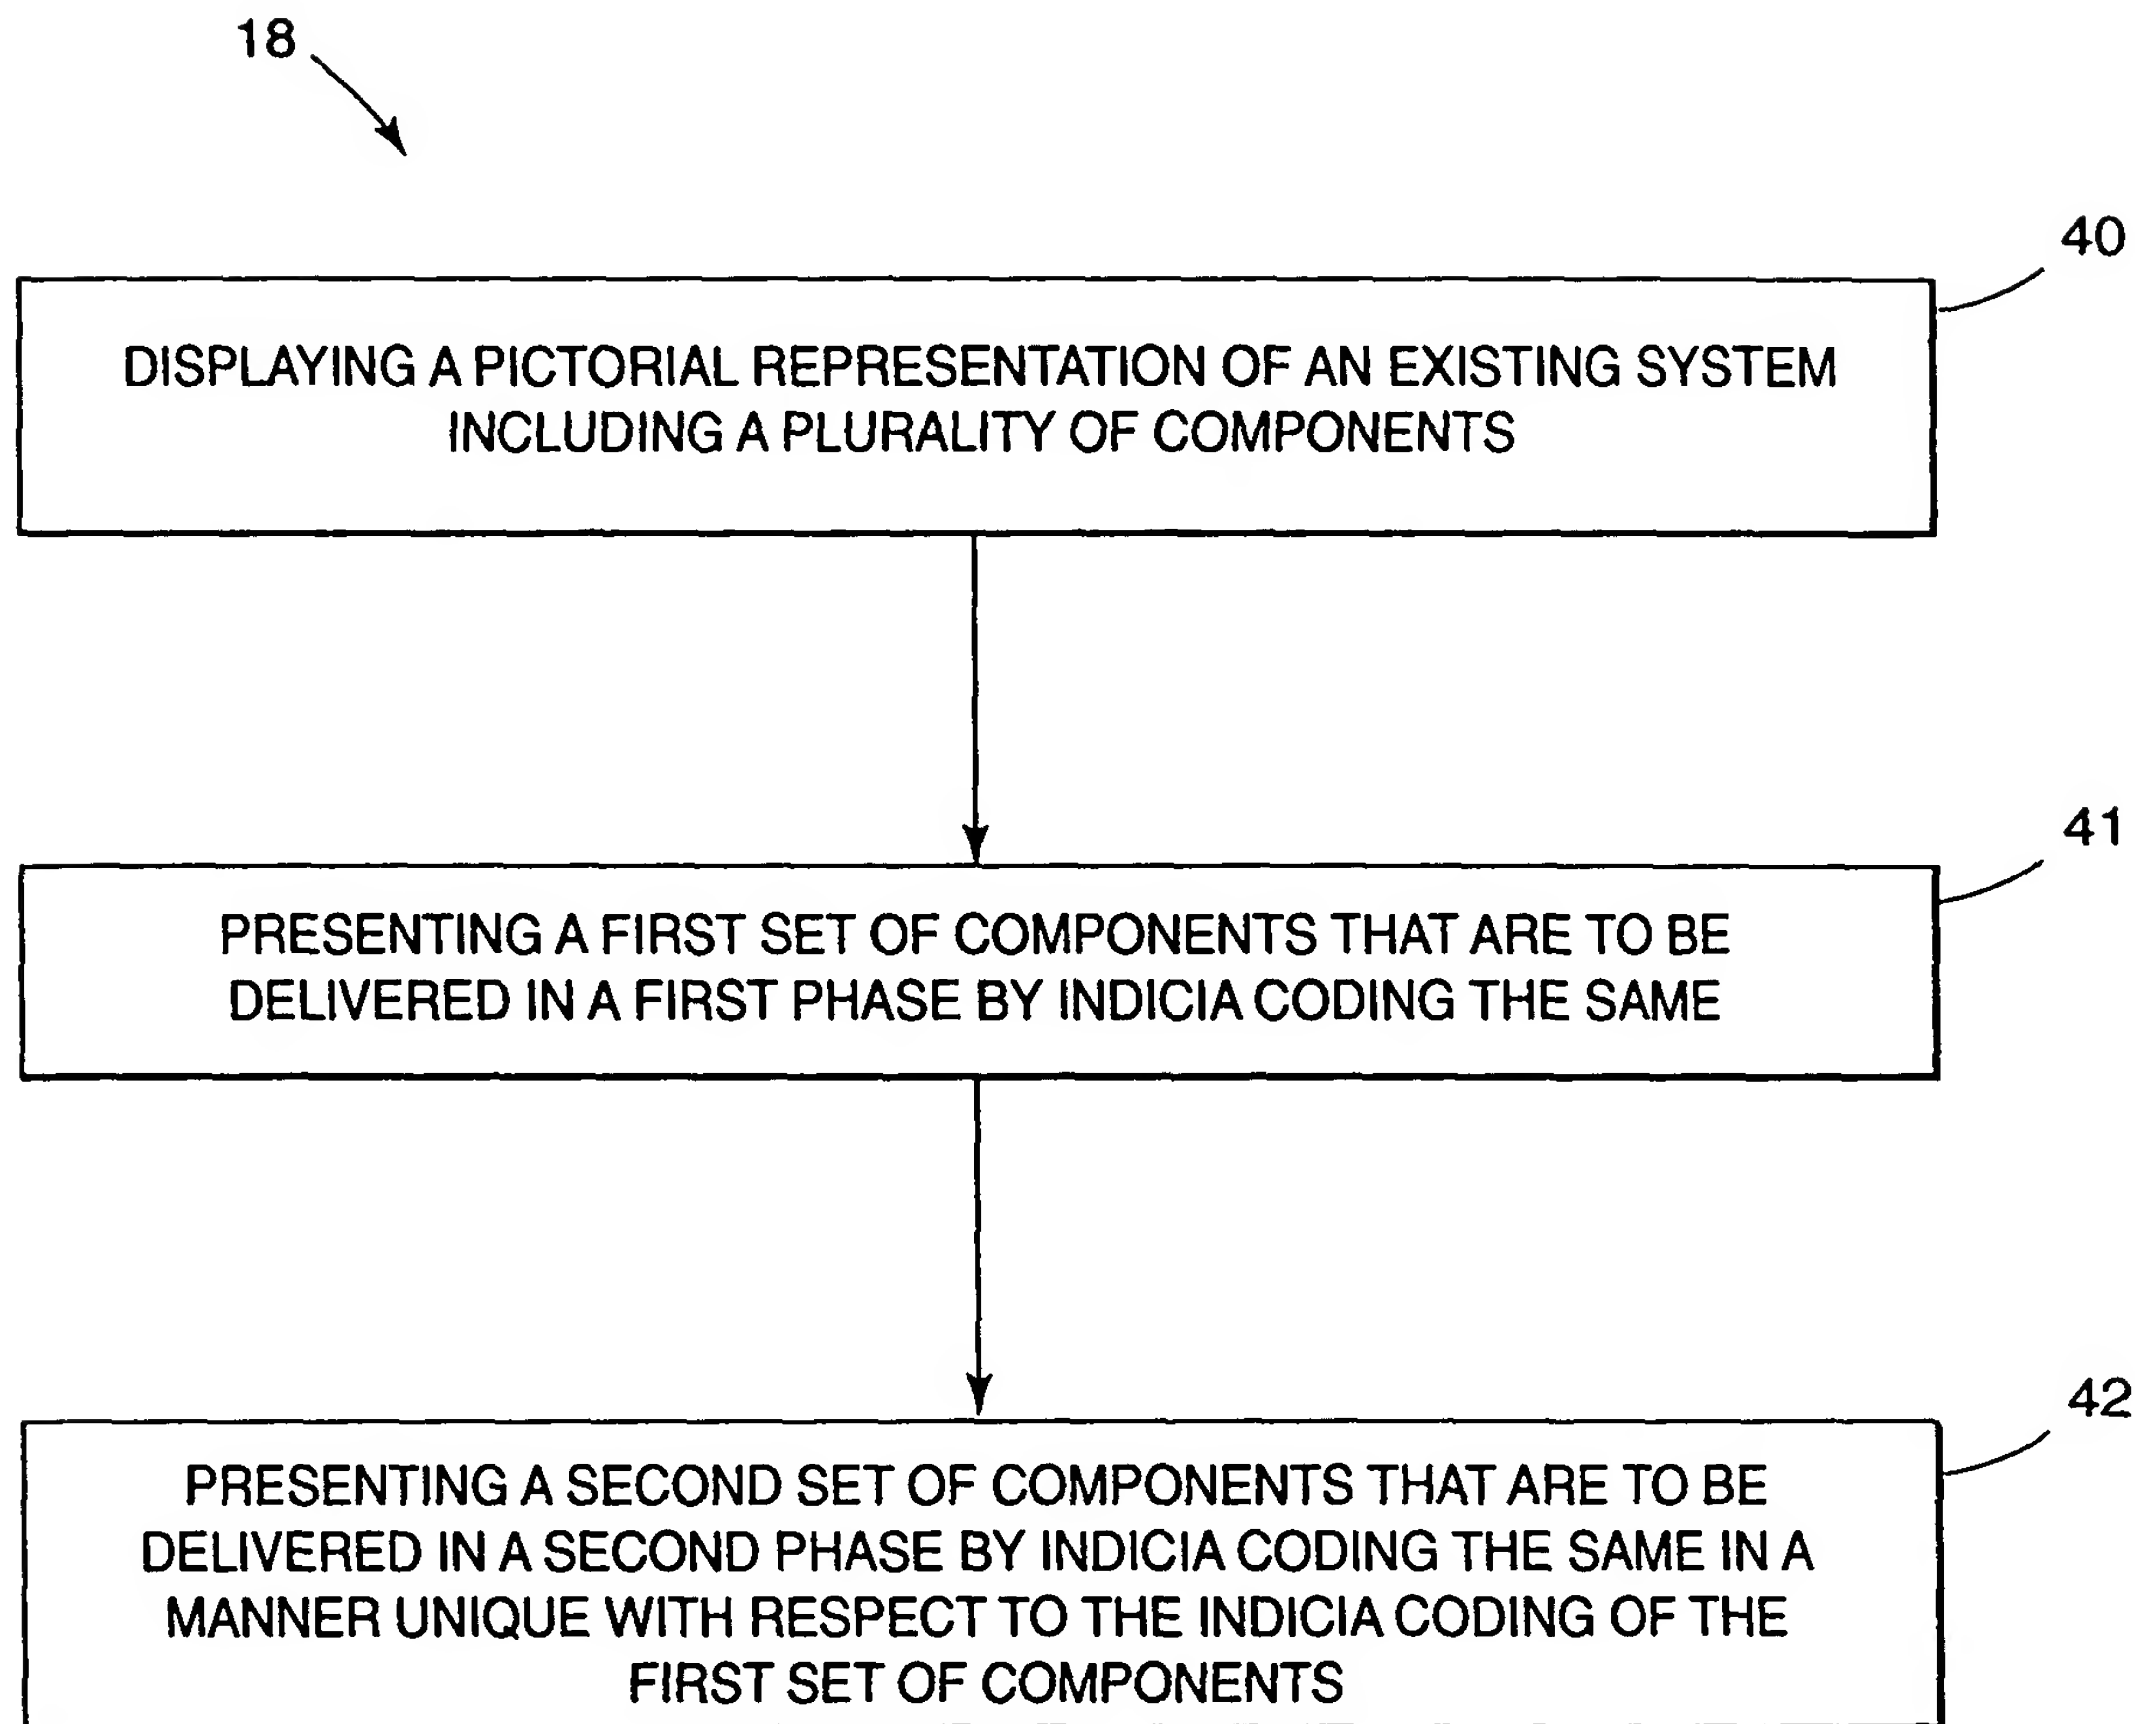 18
40
DISPLAYING A PICTORIAL REPRESENTATION OF AN EXISTING SYSTEM
INCLUDING A PLURALITY OF COMPONENTS
41
PRESENTING A FIRST SET OF COMPONENTS THAT ARE TO BE
DELIVERED IN A FIRST PHASE BY INDICIA CODING THE SAME
42
PRESENTING A SECOND SET OF COMPONENTS THAT ARE TO BE
DELIVERED IN A SECOND PHASE BY INDICIA CODING THE SAME IN A
MANNER UNIQUE WITH RESPECT TO THE INDICIA CODING OF THE
FIRST SET OF COMPONENTS